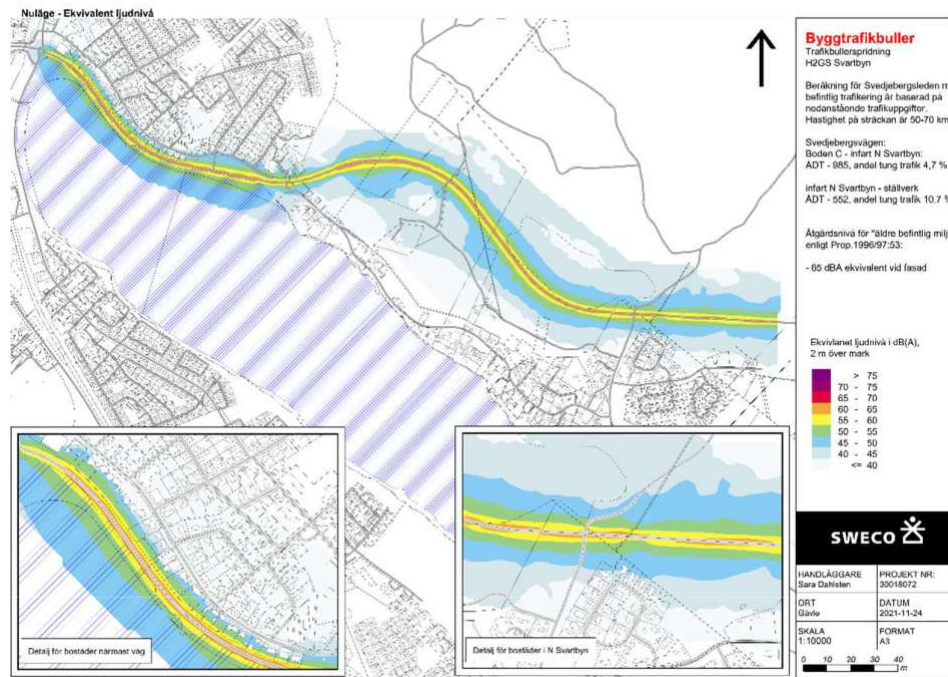 Nuläge - Ekvivalent ljudnivå
Byggtrafikbuller
Trafikbullerspridning
H2GS Svartbyn
Beräkning för Svedjebergsleden m
befintlig trafikering är baserad på
nedanstående trafikuppgifter.
Hastighet på sträckan är 50-70 km
Svedjebergsvägen:
Boden C - infart N Svartbyn:
ÅDT - 985, andel tung trafik 4,7 %
infart N Svartbyn - ställverk
ÅDT - 552, andel tung trafik 10,7 %
Åtgärdsnivå för "äldre befintlig milj
enligt Prop.1996/97:53:
- 65 dBA ekvivalent vid fasad
Ekvivlanet ljudnivå i dB(A),
2 m över mark
> 75
70 - 75
65 - 70
60 - 65
55 - 60
50 - 55
45 - 50
40 - 45
<= 40
SWECO
HANDLÄGGARE
Sara Dahlsten
PROJEKT NR:
30018072
ORT
Gävle
DATUM
2021-11-24
SKALA
1:10000
FORMAT
A3
0 10 20 30 40
m
Detalj för bostäder närmast väg
Detalj för bostäder i N Svartbyn